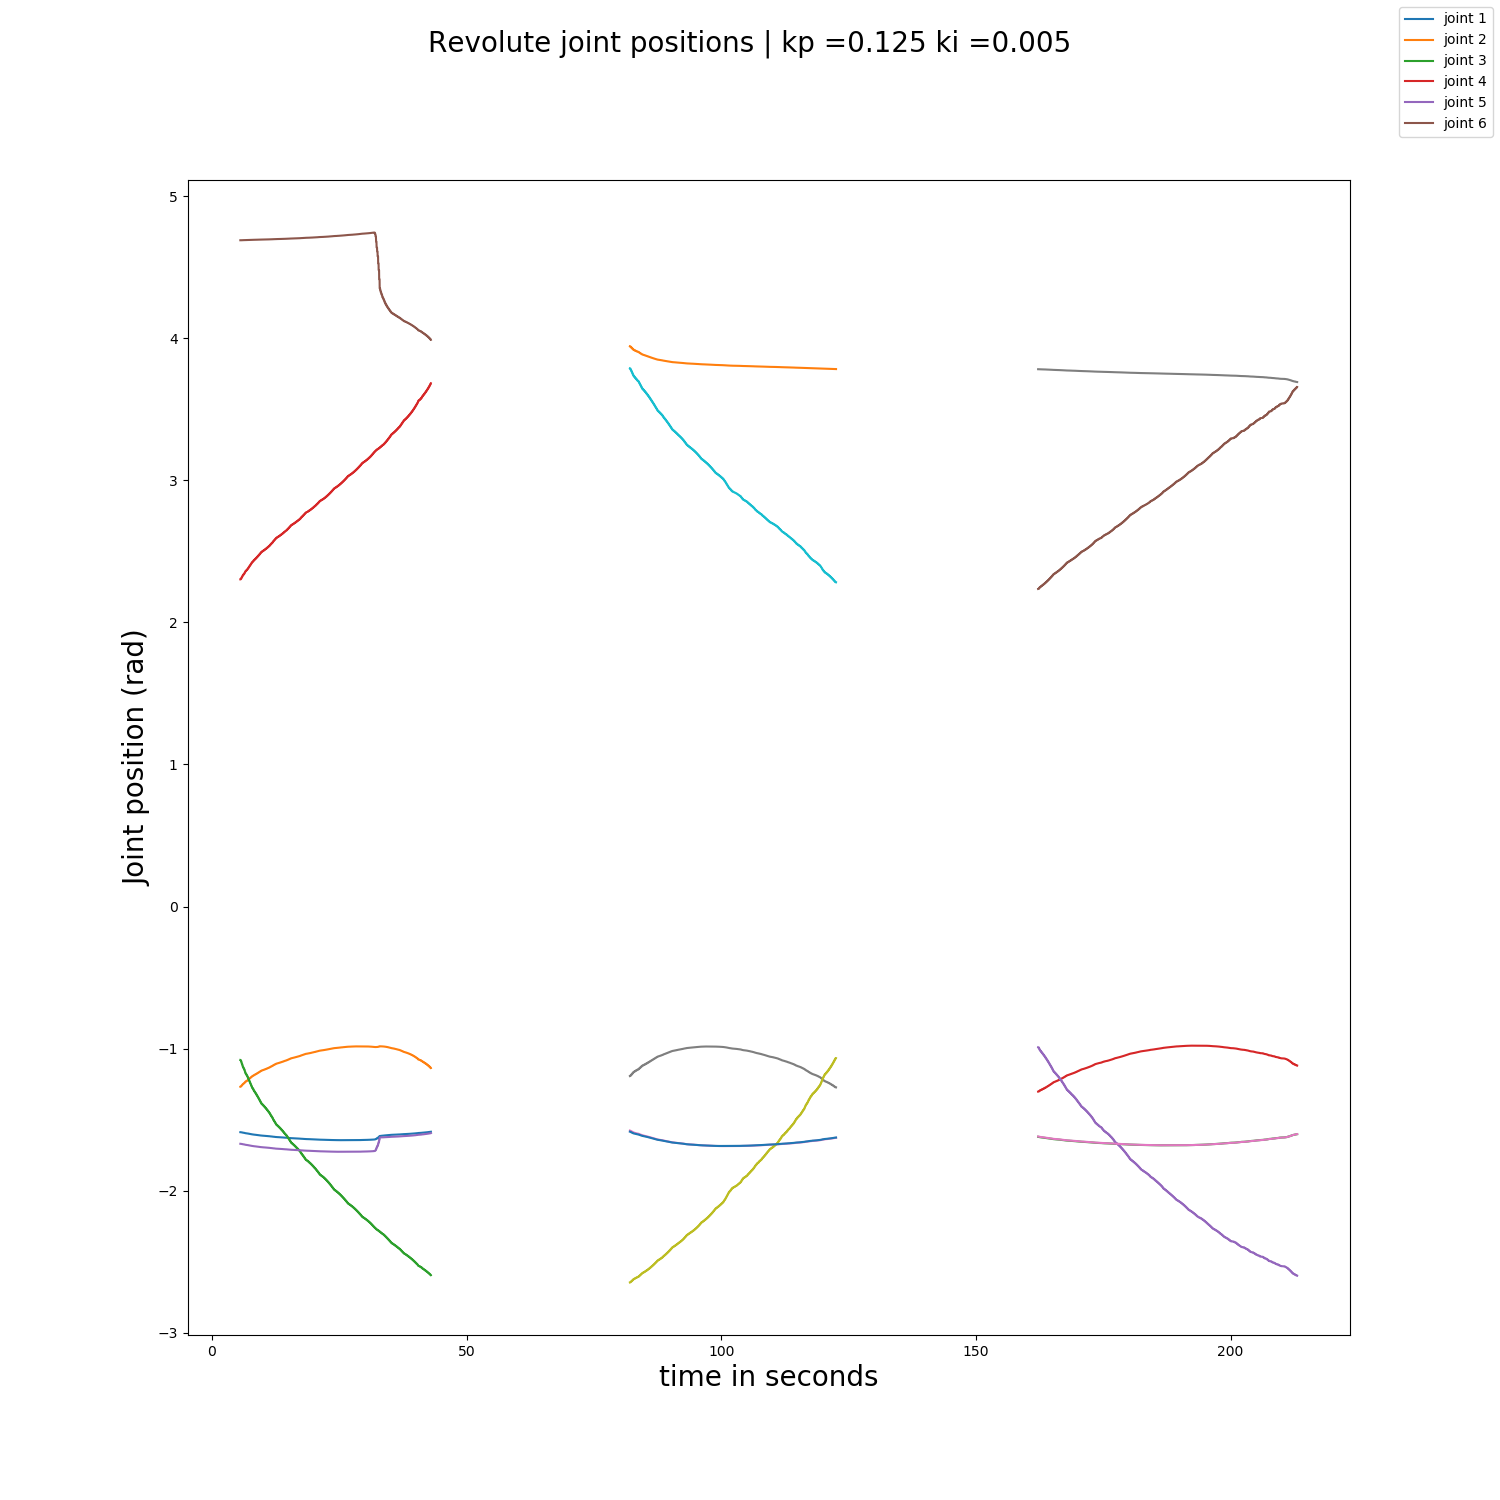 Revolute joint positions | kp =0.125 ki =0.005
joint 1
joint 2
joint 3
joint 4
joint 5
joint 6
5
4
3
2
1
0
−1
−2
−3
Joint position (rad)
0 50 100 150 200
time in seconds